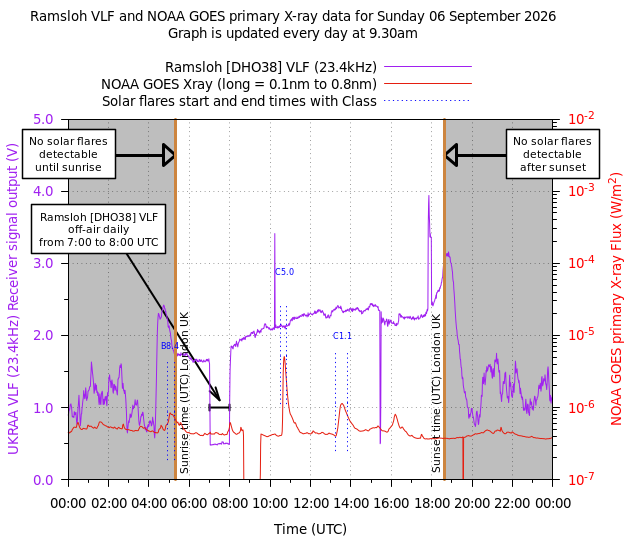 Ramsloh VLF and NOAA GOES primary X-ray data for Sunday 06 September 2026
Graph is updated every day at 9.30am
Ramsloh [DHO38] VLF (23.4kHz)
NOAA GOES Xray (long = 0.1nm to 0.8nm)
Solar flares start and end times with Class
5.0
4.0
3.0
2.0
1.0
0.0
UKRAA VLF (23.4kHz) Receiver signal output (V)
No solar flares
detectable
until sunrise
Ramsloh [DHO38] VLF
off-air daily
from 7:00 to 8:00 UTC
B8.4
C5.0
C1.1
Sunrise time (UTC) London UK
Sunset time (UTC) London UK
No solar flares
detectable
after sunset
10⁻²
10⁻³
10⁻⁴
10⁻⁵
10⁻⁶
10⁻⁷
NOAA GOES primary X-ray Flux (W/m²)
00:00 02:00 04:00 06:00 08:00 10:00 12:00 14:00 16:00 18:00 20:00 22:00 00:00
Time (UTC)